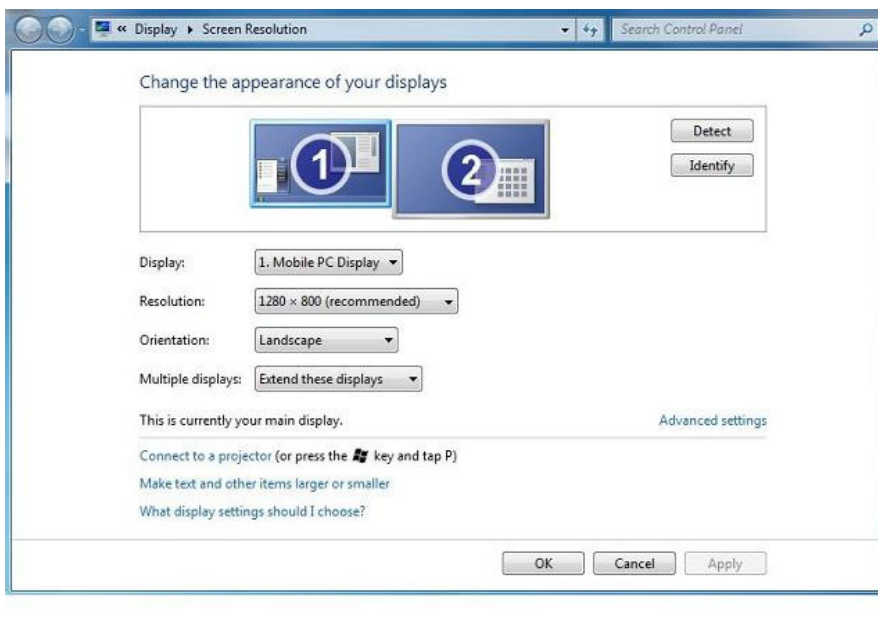 « Display ▸ Screen Resolution
Search Control Panel
Change the appearance of your displays
1
2
Detect
Identify
Display: 1. Mobile PC Display
Resolution: 1280 × 800 (recommended)
Orientation: Landscape
Multiple displays: Extend these displays
This is currently your main display. Advanced settings
Connect to a projector (or press the key and tap P)
Make text and other items larger or smaller
What display settings should I choose?
OK Cancel Apply